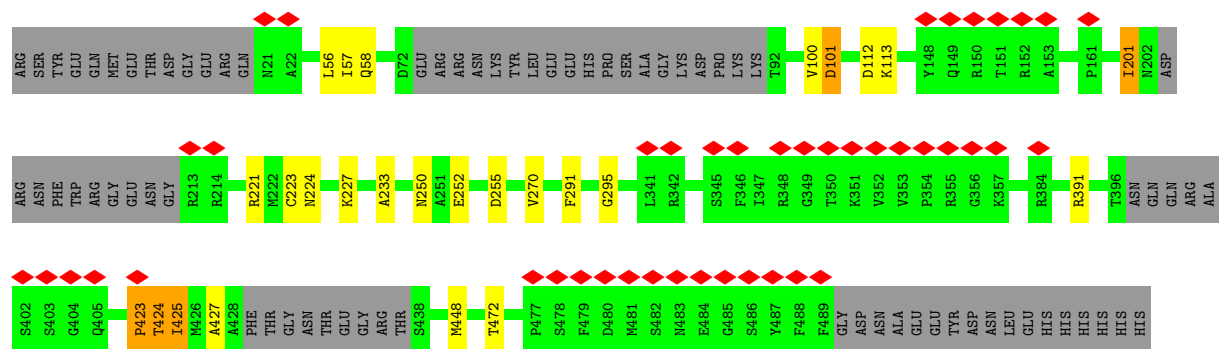 ARG SER TYR GLU GLN MET GLU THR ASP GLY GLU ARG GLN N21 A22 L56 I57 Q58 D72 GLU ARG ARG ASN LYS TYR LEU GLU GLU HIS PRO SER ALA GLY LYS ASP PRO LYS LYS T92 V100 D101 D112 K113 Y148 Q149 R150 T151 R152 A153 P161 I201 N202 ASP
ARG ASN PHE TRP ARG GLY GLU ASN GLY R213 R214 R221 M222 C223 N224 K227 A233 N250 A251 E252 D255 V270 F291 G295 L341 R342 S345 F346 I347 R348 G349 T350 K351 V352 V353 P354 R355 G356 K357 R384 R391 T396 ASN GLN GLN ARG ALA
S402 S403 G404 Q405 P423 T424 I425 M426 A427 A428 PHE THR GLY ASN THR GLU GLY ARG THR S438 M448 T472 P477 S478 F479 D480 M481 S482 N483 E484 G485 S486 Y487 F488 F489 GLY ASP ASN ALA GLU GLU TYR ASP ASN LEU GLU HIS HIS HIS HIS HIS HIS